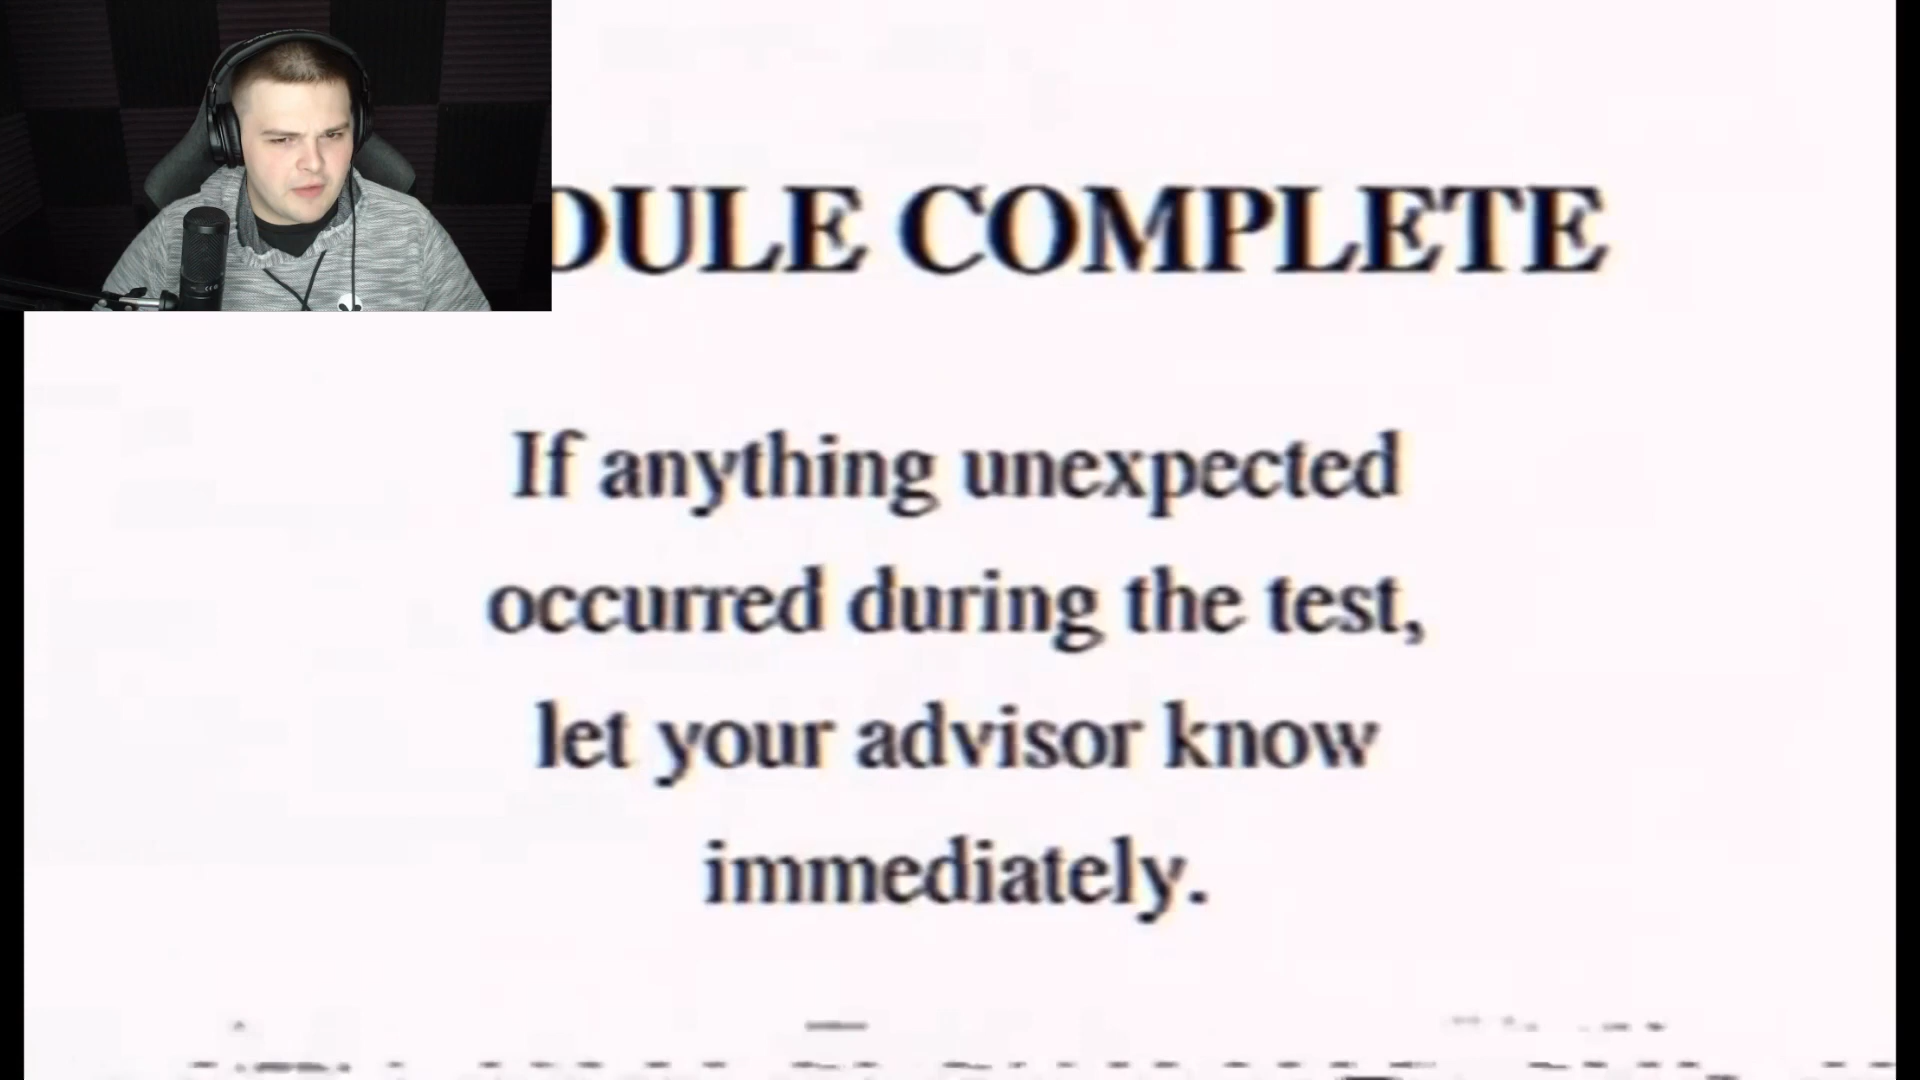 DULE COMPLETE
If anything unexpected
occurred during the test,
let your advisor know
immediately.